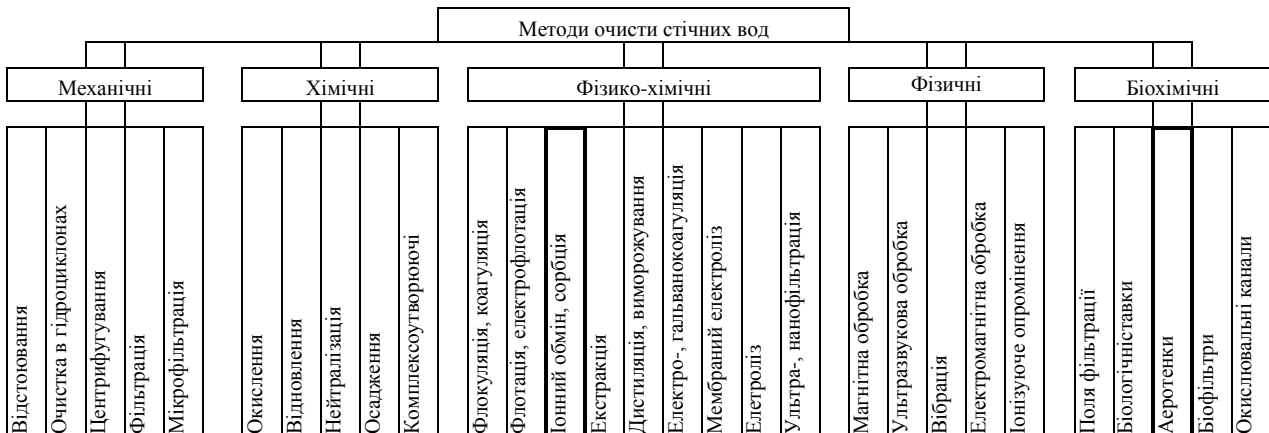 Методи очисти стічних вод
Механічні
Хімічні
Фізико-хімічні
Фізичні
Біохімічні
Відстоювання
Очистка в гідроциклонах
Центрифугування
Фільтрація
Мікрофільтрація
Окислення
Відновлення
Нейтралізація
Осадження
Комплексоутворюючі
Флокуляція, коагуляція
Флотація, електрофлотація
Іонний обмін, сорбція
Екстракція
Дистиляція, виморожування
Електро-, гальванокоагуляція
Мембраний електроліз
Елетроліз
Ультра-, нанофільтрація
Магнітна обробка
Ультразвукова обробка
Вібрація
Електромагнітна обробка
Іонізуюче опромінення
Поля фільтрації
Біологічніставки
Аеротенки
Біофільтри
Окислювальні канали